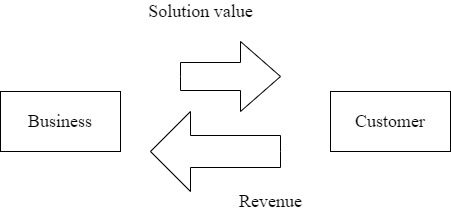 Solution value
Business
Customer
Revenue